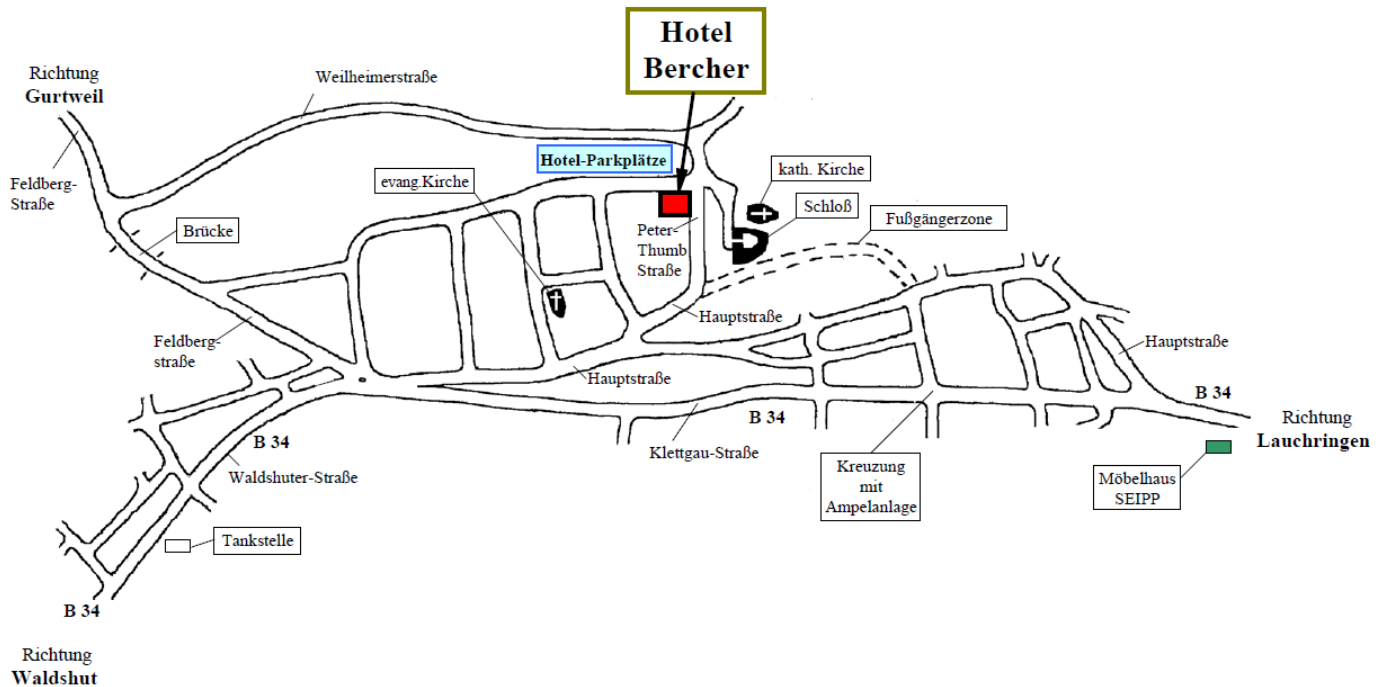 Hotel
Bercher
Richtung
Gurtweil
Weilheimerstraße
Hotel-Parkplätze
kath. Kirche
evang.Kirche
Feldberg-
Straße
Schloß
Fußgängerzone
Brücke
Peter-
Thumb
Straße
Hauptstraße
Feldberg-
straße
Hauptstraße
Hauptstraße
B 34
B 34
Richtung
Lauchringen
B 34
Klettgau-Straße
Waldshuter-Straße
Kreuzung
mit
Ampelanlage
Möbelhaus
SEIPP
Tankstelle
B 34
Richtung
Waldshut